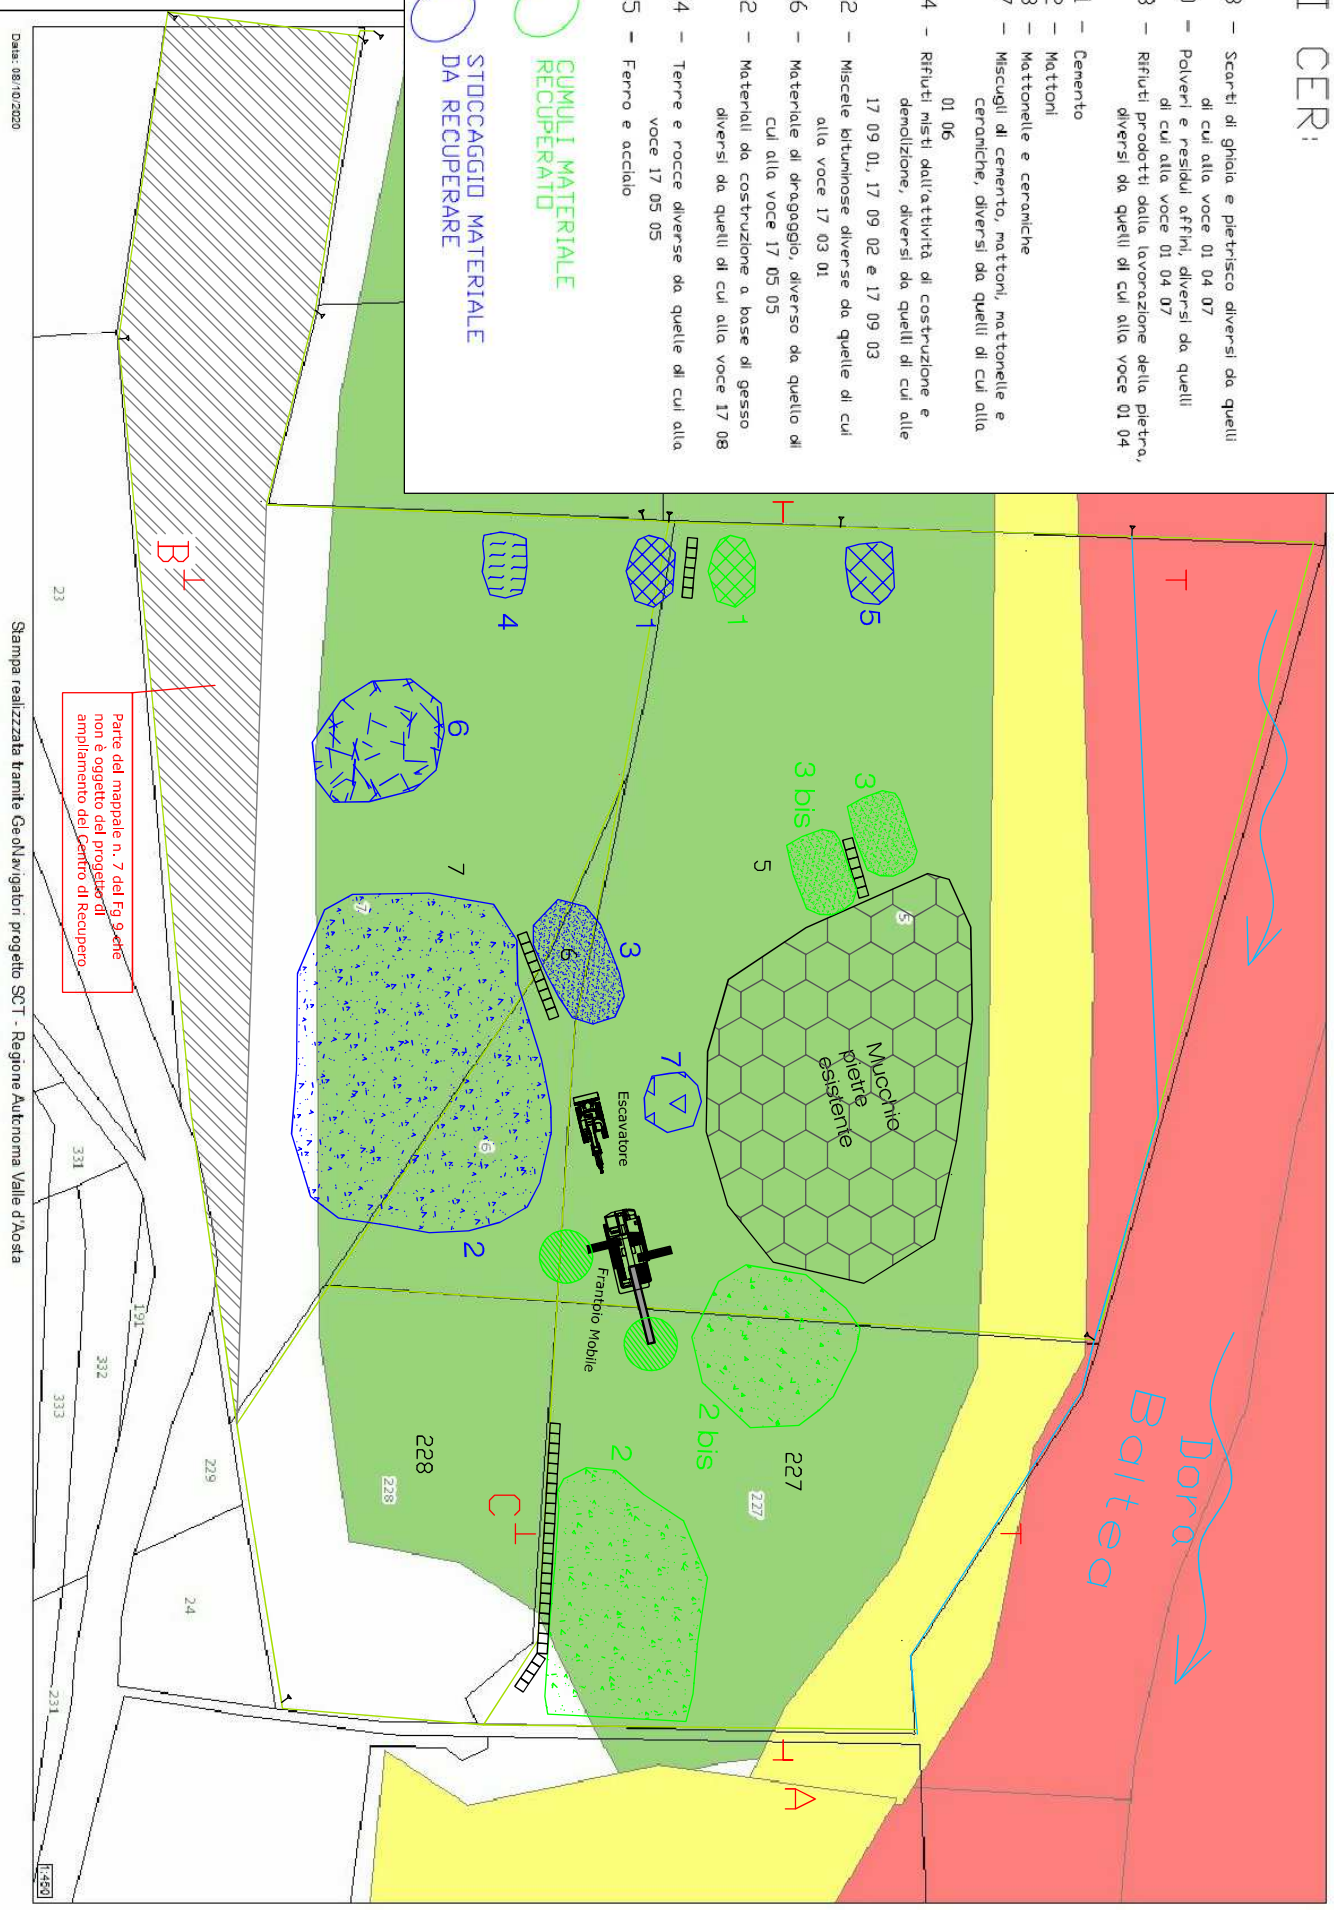 I CER:
3 - Scarti di ghiaia e pietrisco diversi da quelli
di cui alla voce 01 04 07
0 - Polveri e residui affini, diversi da quelli
di cui alla voce 01 04 07
3 - Rifiuti prodotti dalla lavorazione della pietra,
diversi da quelli di cui alla voce 01 04
1 - Cemento
2 - Mattoni
3 - Mattonelle e ceramiche
7 - Miscugli di cemento, mattoni, mattonelle e
ceramiche, diversi da quelli di cui alla
01 06
4 - Rifiuti misti dall'attività di costruzione e
demolizione, diversi da quelli di cui alle
17 09 01, 17 09 02 e 17 09 03
2 - Miscele bituminose diverse da quelle di cui
alla voce 17 03 01
6 - Materiale di dragaggio, diverso da quello di
cui alla voce 17 05 05
2 - Materiali da costruzione a base di gesso
diversi da quelli di cui alla voce 17 08
4 - Terre e rocce diverse da quelle di cui alla
voce 17 05 05
5 - Ferro e acciaio
CUMULI MATERIALE
RECUPERATO
STOCCAGGIO MATERIALE
DA RECUPERARE
Dora
Baltea
5
1
1
4
6
3
3 bis
5
5
Mucchio
pietre
esistente
7
3
6
7
7
6
2
Escavatore
Frantoio Mobile
2 bis
2
227
227
228
228
A
B
C
Parte del mappale n. 7 del Fg 9 che
non è oggetto del progetto di
ampliamento del Centro di Recupero
23
331
191
332
333
229
24
231
1:450
Data: 08/10/2020
Stampa realizzzata tramite GeoNavigatori progetto SCT - Regione Autonoma Valle d'Aosta